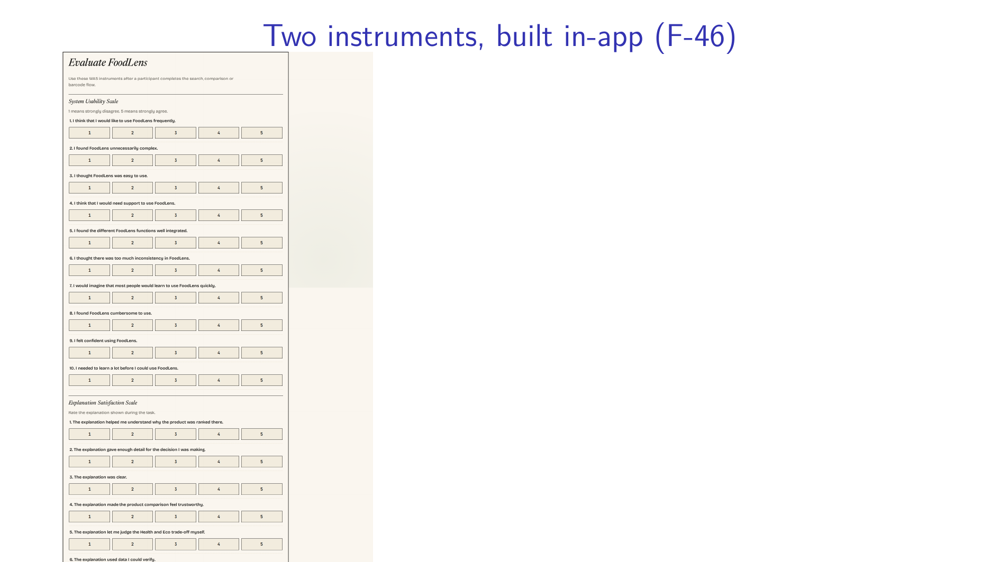 Two instruments, built in-app (F-46)
Evaluate FoodLens
Use these WA5 instruments after a participant completes the search, comparison or
barcode flow.
System Usability Scale
1 means strongly disagree. 5 means strongly agree.
1. I think that I would like to use FoodLens frequently.
1 2 3 4 5
2. I found FoodLens unnecessarily complex.
1 2 3 4 5
3. I thought FoodLens was easy to use.
1 2 3 4 5
4. I think that I would need support to use FoodLens.
1 2 3 4 5
5. I found the different FoodLens functions well integrated.
1 2 3 4 5
6. I thought there was too much inconsistency in FoodLens.
1 2 3 4 5
7. I would imagine that most people would learn to use FoodLens quickly.
1 2 3 4 5
8. I found FoodLens cumbersome to use.
1 2 3 4 5
9. I felt confident using FoodLens.
1 2 3 4 5
10. I needed to learn a lot before I could use FoodLens.
1 2 3 4 5
Explanation Satisfaction Scale
Rate the explanation shown during the task.
1. The explanation helped me understand why the product was ranked there.
1 2 3 4 5
2. The explanation gave enough detail for the decision I was making.
1 2 3 4 5
3. The explanation was clear.
1 2 3 4 5
4. The explanation made the product comparison feel trustworthy.
1 2 3 4 5
5. The explanation let me judge the Health and Eco trade-off myself.
1 2 3 4 5
6. The explanation used data I could verify.